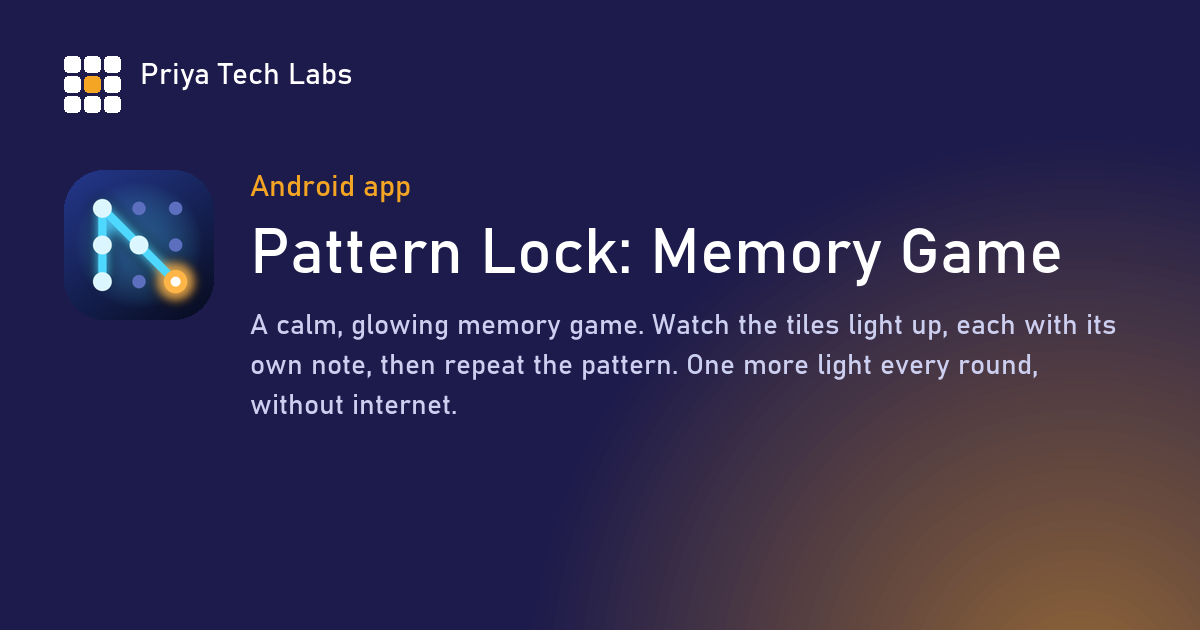 Priya Tech Labs
Android app
Pattern Lock: Memory Game
A calm, glowing memory game. Watch the tiles light up, each with its
own note, then repeat the pattern. One more light every round,
without internet.